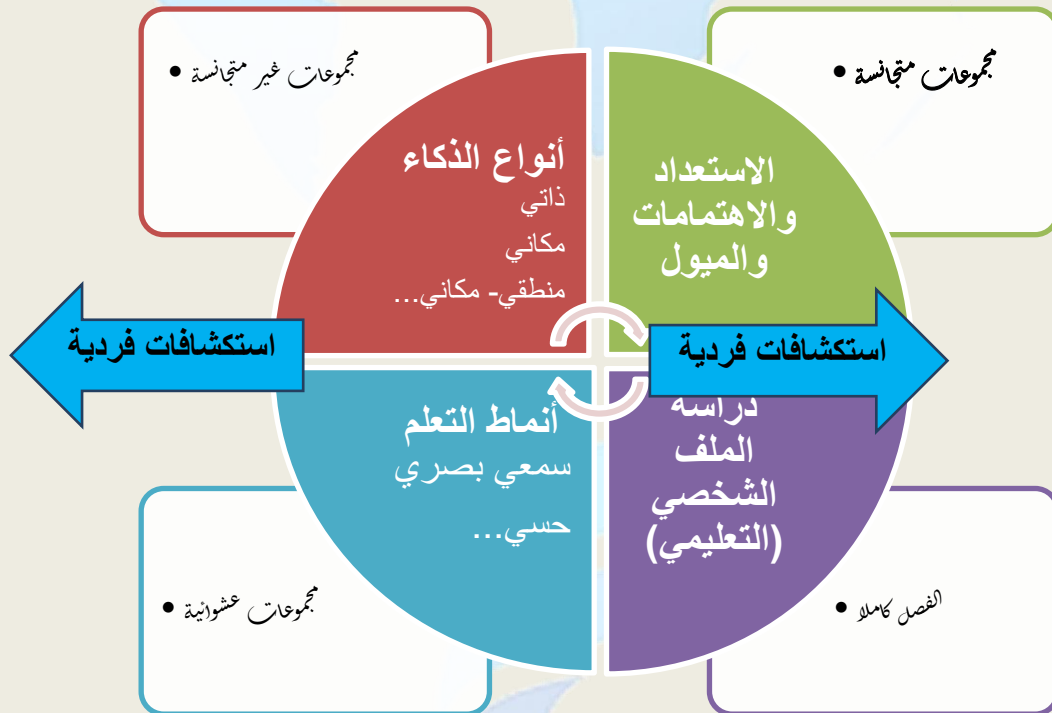 مجموعات متجانسة
مجموعات غير متجانسة
الاستعداد
والاهتمامات
والميول
أنواع الذكاء
ذاتي
مكاني
منطقي- مكاني...
استكشافات فردية
استكشافات فردية
دراسة
الملف
الشخصي
(التعليمي)
أنماط التعلم
سمعي بصري
حسي...
الفصل كاملا
مجموعات عشوائية